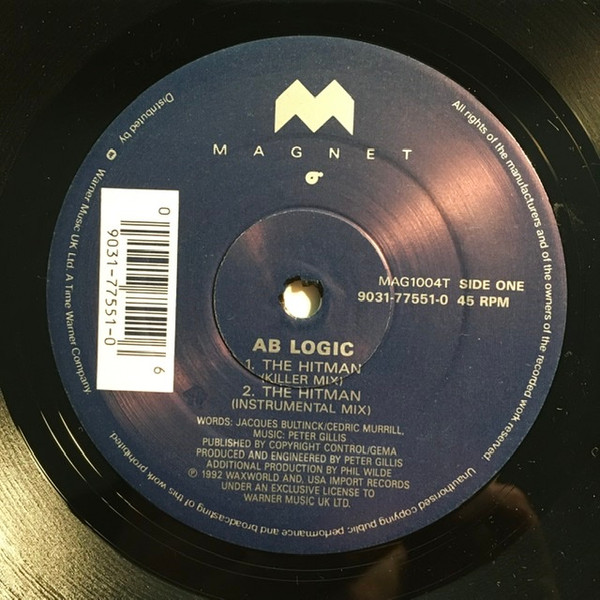 MAGNET
MAG1004T SIDE ONE
9031-77551-0 45 RPM
0
9031-77551-0
6
AB LOGIC
1. THE HITMAN
(KILLER MIX)
2. THE HITMAN
(INSTRUMENTAL MIX)
WORDS: JACQUES BULTINCK/CEDRIC MURRILL,
MUSIC: PETER GILLIS
PUBLISHED BY COPYRIGHT CONTROL/GEMA
PRODUCED AND ENGINEERED BY PETER GILLIS
ADDITIONAL PRODUCTION BY PHIL WILDE
℗ 1992 WAXWORLD AND, USA IMPORT RECORDS
UNDER AN EXCLUSIVE LICENSE TO
WARNER MUSIC UK LTD.
All rights of the manufacturers and of the owners of the recorded work reserved. Unauthorised copying public performance and broadcasting of this work prohibited.
Distributed by Warner Music UK Ltd. A Time Warner Company.